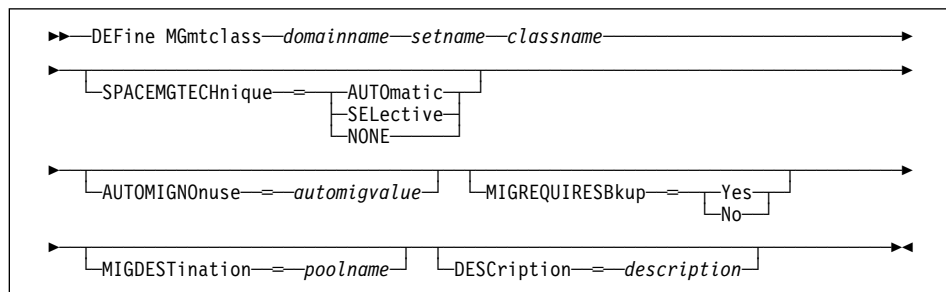 DEFine MGmtclass domainname setname classname
SPACEMGTECHnique = AUTOmatic
SELective
NONE
AUTOMIGNOnuse = automigvalue MIGREQUIRESBkup = Yes
No
MIGDESTination = poolname DESCription = description